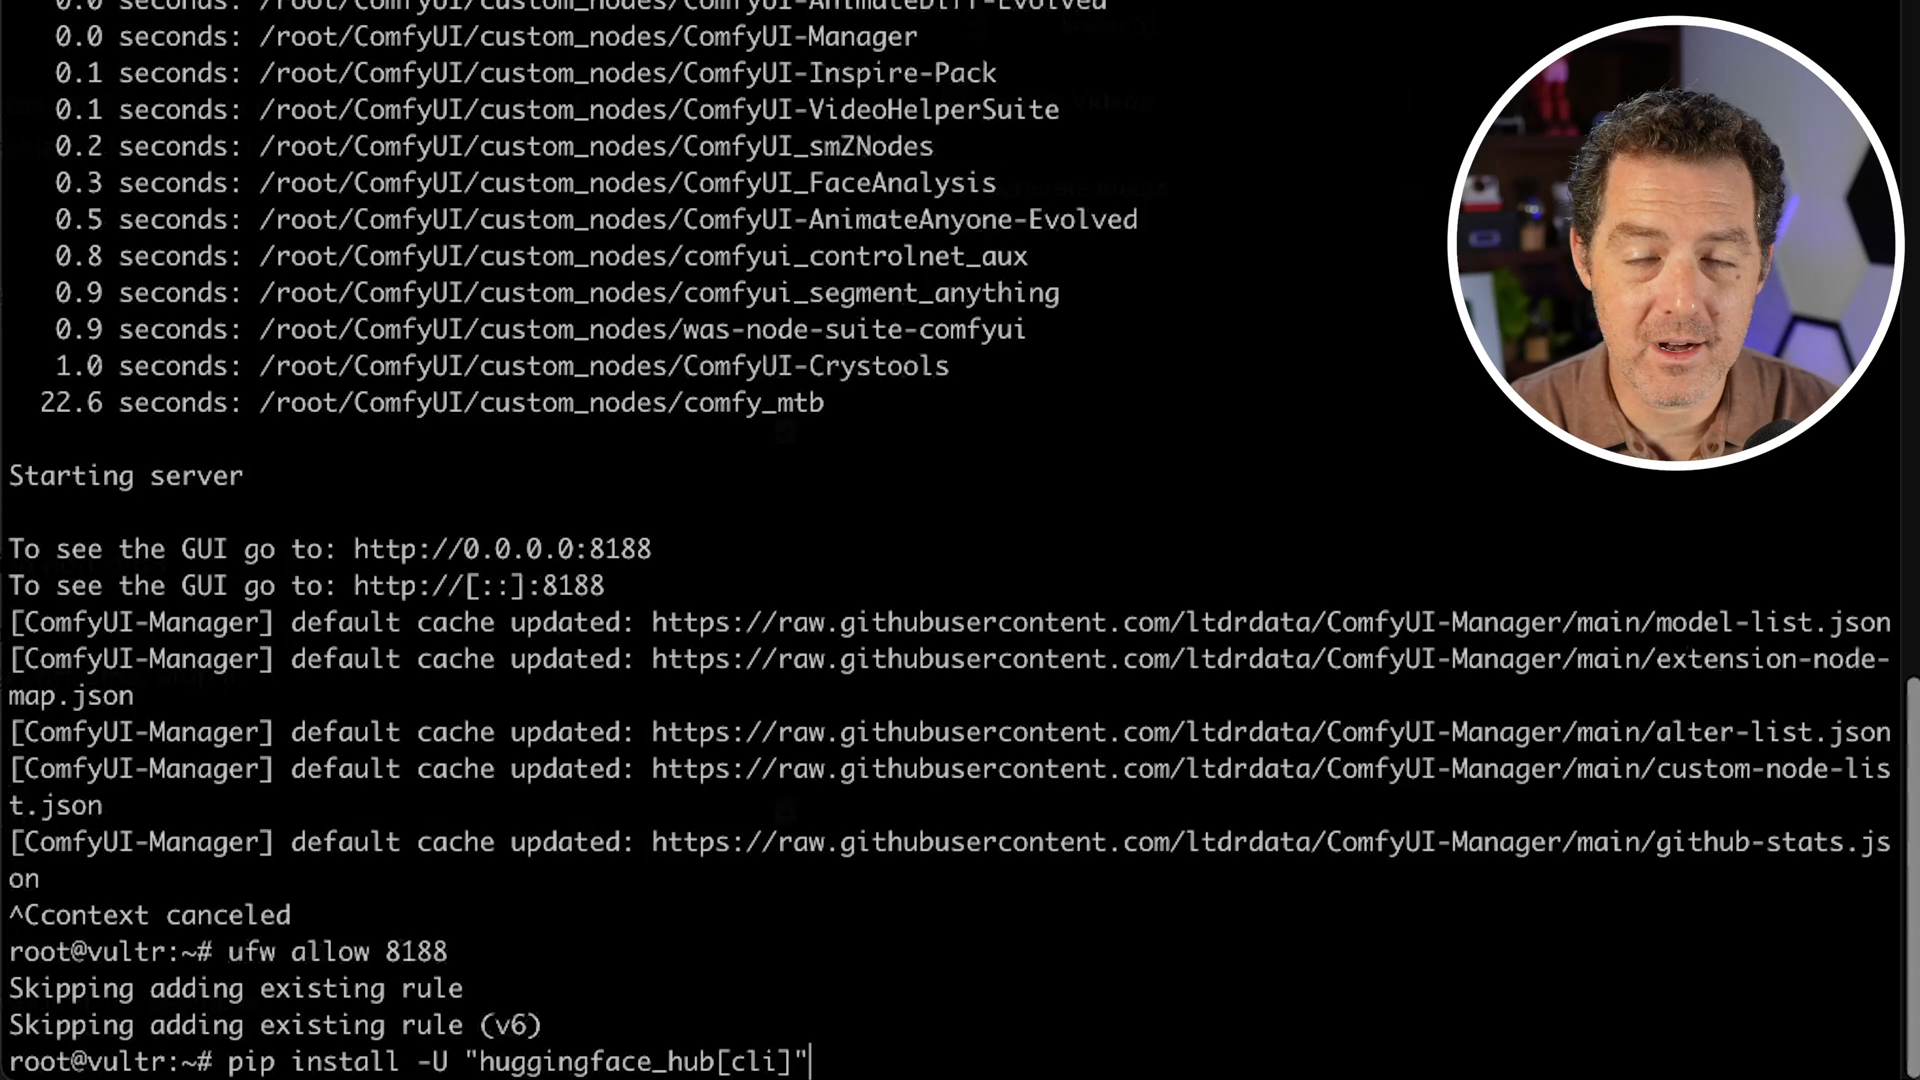 0.0 seconds: /root/ComfyUI/custom_nodes/ComfyUI-AnimateDiff-Evolved
0.0 seconds: /root/ComfyUI/custom_nodes/ComfyUI-Manager
0.1 seconds: /root/ComfyUI/custom_nodes/ComfyUI-Inspire-Pack
0.1 seconds: /root/ComfyUI/custom_nodes/ComfyUI-VideoHelperSuite
0.2 seconds: /root/ComfyUI/custom_nodes/ComfyUI_smZNodes
0.3 seconds: /root/ComfyUI/custom_nodes/ComfyUI_FaceAnalysis
0.5 seconds: /root/ComfyUI/custom_nodes/ComfyUI-AnimateAnyone-Evolved
0.8 seconds: /root/ComfyUI/custom_nodes/comfyui_controlnet_aux
0.9 seconds: /root/ComfyUI/custom_nodes/comfyui_segment_anything
0.9 seconds: /root/ComfyUI/custom_nodes/was-node-suite-comfyui
1.0 seconds: /root/ComfyUI/custom_nodes/ComfyUI-Crystools
22.6 seconds: /root/ComfyUI/custom_nodes/comfy_mtb
Starting server
To see the GUI go to: http://0.0.0.0:8188
To see the GUI go to: http://[::]:8188
[ComfyUI-Manager] default cache updated: https://raw.githubusercontent.com/ltdrdata/ComfyUI-Manager/main/model-list.json
[ComfyUI-Manager] default cache updated: https://raw.githubusercontent.com/ltdrdata/ComfyUI-Manager/main/extension-node-
map.json
[ComfyUI-Manager] default cache updated: https://raw.githubusercontent.com/ltdrdata/ComfyUI-Manager/main/alter-list.json
[ComfyUI-Manager] default cache updated: https://raw.githubusercontent.com/ltdrdata/ComfyUI-Manager/main/custom-node-lis
t.json
[ComfyUI-Manager] default cache updated: https://raw.githubusercontent.com/ltdrdata/ComfyUI-Manager/main/github-stats.js
on
^Ccontext canceled
root@vultr:~# ufw allow 8188
Skipping adding existing rule
Skipping adding existing rule (v6)
root@vultr:~# pip install -U "huggingface_hub[cli]"